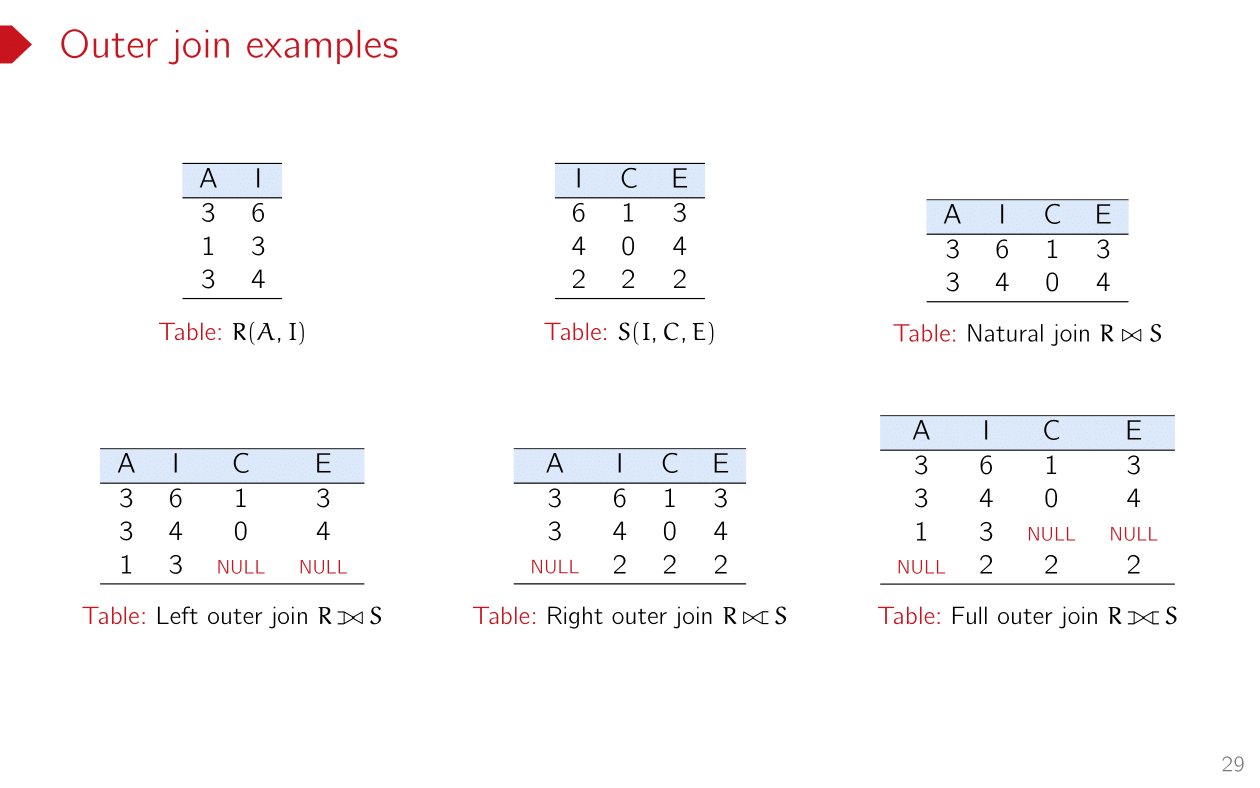 Outer join examples
A I
3 6
1 3
3 4
Table: R(A, I)
I C E
6 1 3
4 0 4
2 2 2
Table: S(I, C, E)
A I C E
3 6 1 3
3 4 0 4
Table: Natural join R ⋈ S
A I C E
3 6 1 3
3 4 0 4
1 3 NULL NULL
Table: Left outer join R ⟕ S
A I C E
3 6 1 3
3 4 0 4
NULL 2 2 2
Table: Right outer join R ⟖ S
A I C E
3 6 1 3
3 4 0 4
1 3 NULL NULL
NULL 2 2 2
Table: Full outer join R ⟗ S
29